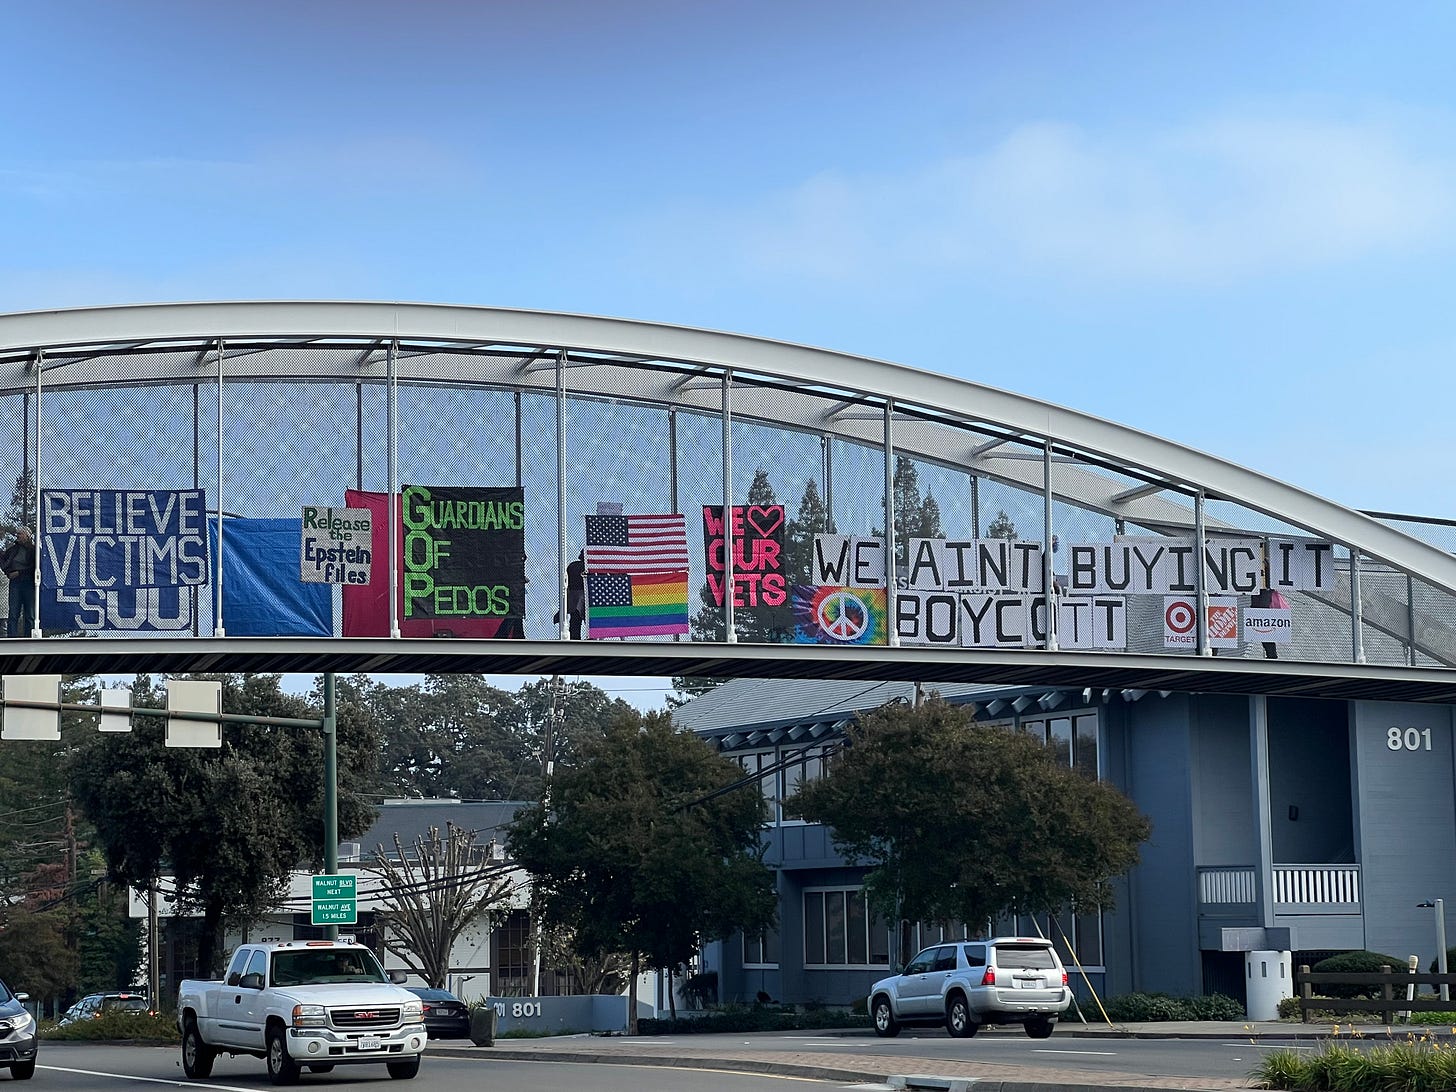 BELIEVE
VICTIMS
Release
the
Epstein
files
GUARDIANS
OF
PEDOS
WE
OUR
VETS
WE AINT BUYING IT
BOYCOTT
TARGET
amazon
801
WALNUT BLVD
NEXT
WALNUT AVE
1.5 MILES
801
GMC